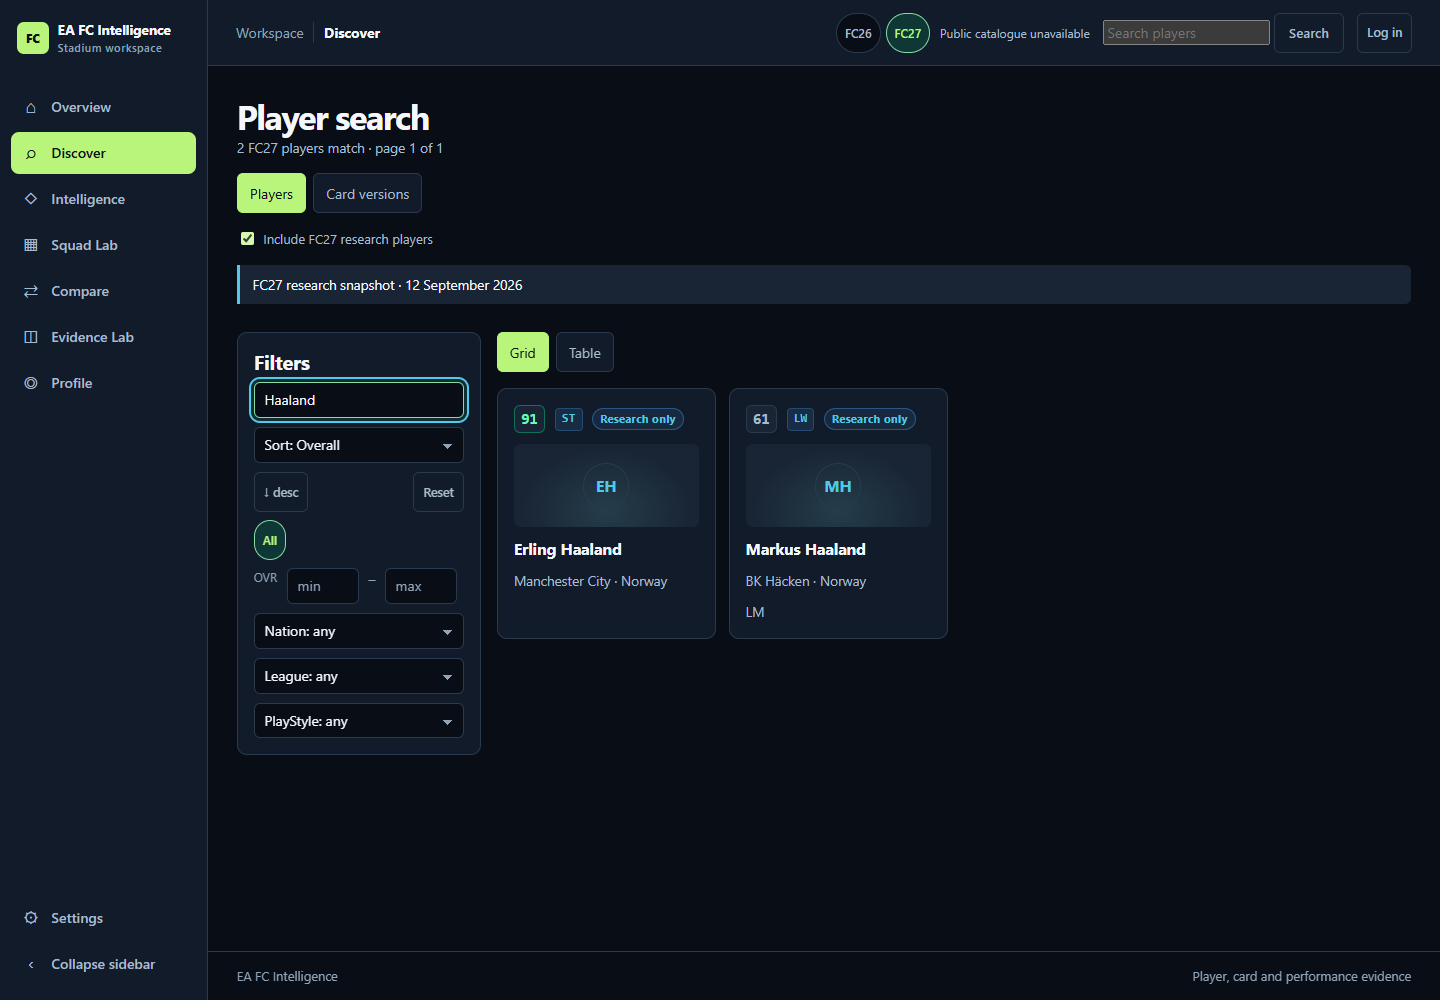 FC
EA FC Intelligence
Stadium workspace
Overview
Discover
Intelligence
Squad Lab
Compare
Evidence Lab
Profile
Settings
Collapse sidebar
Workspace
Discover
FC26
FC27
Public catalogue unavailable
Search players
Search
Log in
Player search
2 FC27 players match · page 1 of 1
Players
Card versions
Include FC27 research players
FC27 research snapshot · 12 September 2026
Filters
Haaland
Sort: Overall
↓ desc
Reset
All
OVR
min
–
max
Nation: any
League: any
PlayStyle: any
Grid
Table
91
ST
Research only
EH
Erling Haaland
Manchester City · Norway
61
LW
Research only
MH
Markus Haaland
BK Häcken · Norway
LM
EA FC Intelligence
Player, card and performance evidence